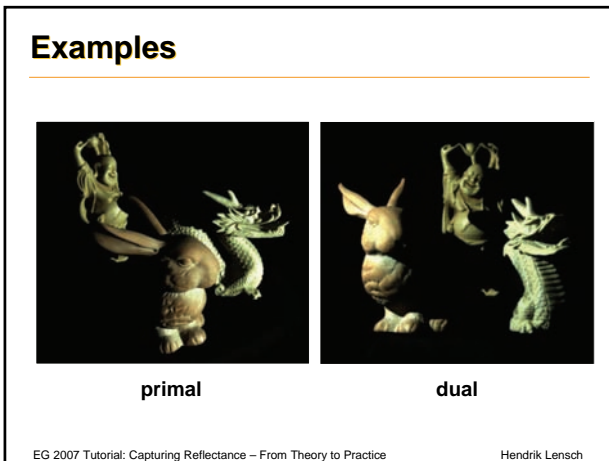 Examples
primal dual
EG 2007 Tutorial: Capturing Reflectance – From Theory to Practice Hendrik Lensch